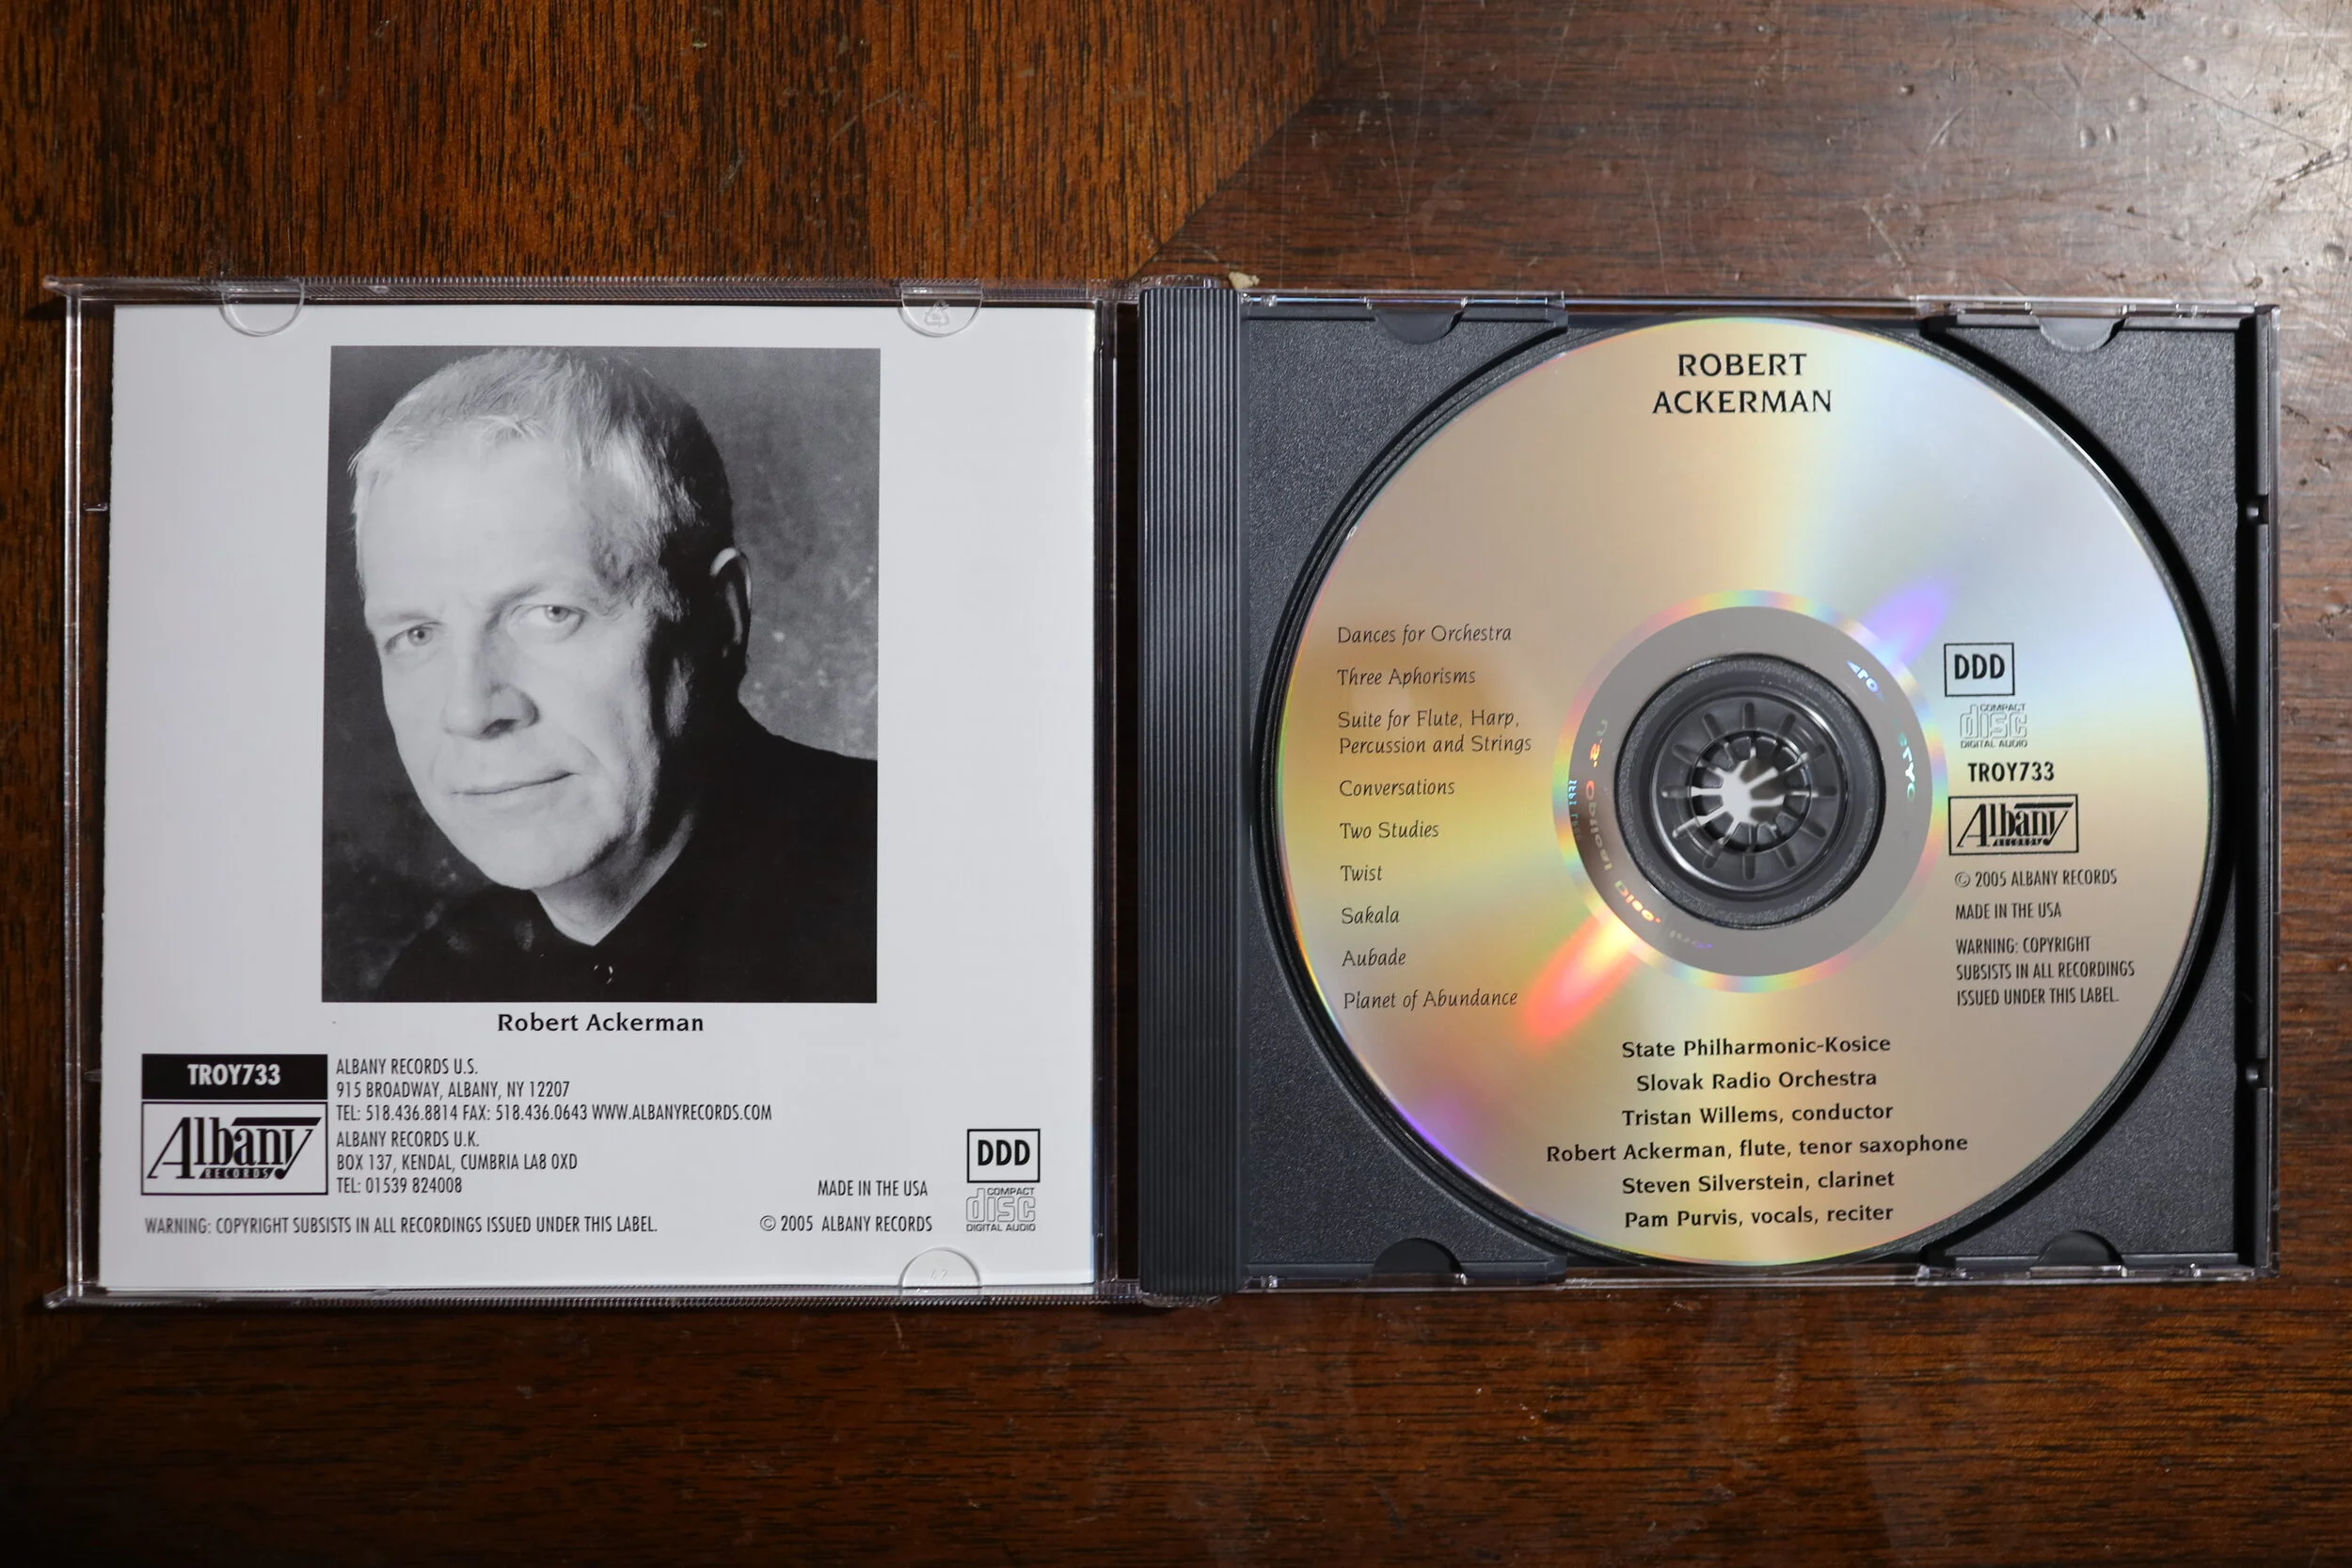 Robert Ackerman
TROY733
Albany
RECORDS
ALBANY RECORDS U.S.
915 BROADWAY, ALBANY, NY 12207
TEL: 518.436.8814 FAX: 518.436.0643 WWW.ALBANYRECORDS.COM
ALBANY RECORDS U.K.
BOX 137, KENDAL, CUMBRIA LA8 0XD
TEL: 01539 824008
WARNING: COPYRIGHT SUBSISTS IN ALL RECORDINGS ISSUED UNDER THIS LABEL.
MADE IN THE USA
© 2005 ALBANY RECORDS
DDD
COMPACT
disc
DIGITAL AUDIO
ROBERT
ACKERMAN
Dances for Orchestra
Three Aphorisms
Suite for Flute, Harp,
Percussion and Strings
Conversations
Two Studies
Twist
Sakala
Aubade
Planet of Abundance
DDD
COMPACT
disc
DIGITAL AUDIO
TROY733
Albany
RECORDS
© 2005 ALBANY RECORDS
MADE IN THE USA
WARNING: COPYRIGHT
SUBSISTS IN ALL RECORDINGS
ISSUED UNDER THIS LABEL.
State Philharmonic-Kosice
Slovak Radio Orchestra
Tristan Willems, conductor
Robert Ackerman, flute, tenor saxophone
Steven Silverstein, clarinet
Pam Purvis, vocals, reciter